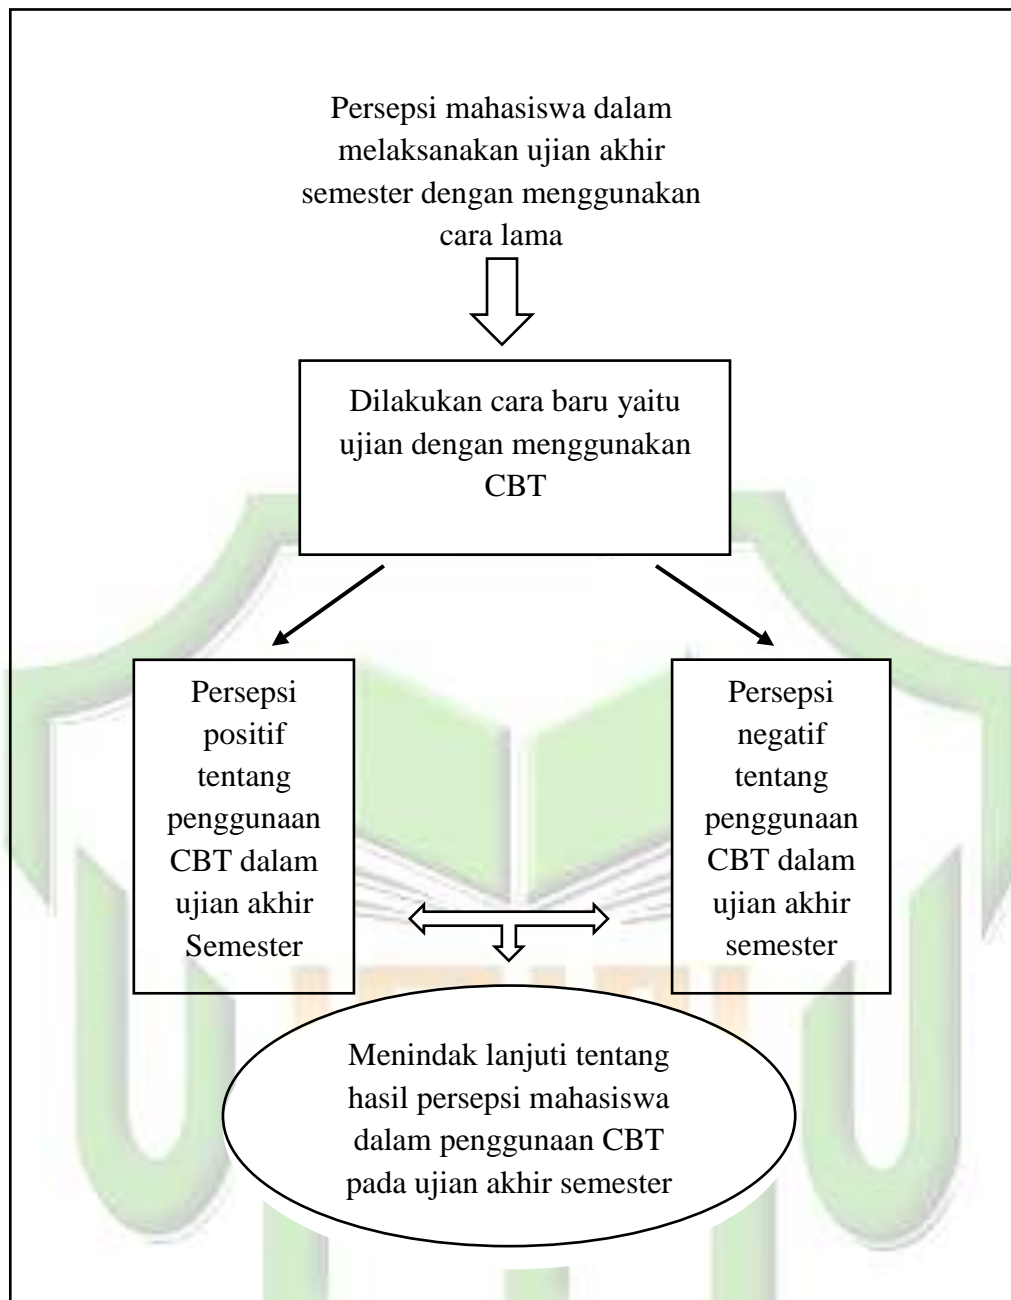 Persepsi mahasiswa dalam
melaksanakan ujian akhir
semester dengan menggunakan
cara lama
Dilakukan cara baru yaitu
ujian dengan menggunakan
CBT
Persepsi
positif
tentang
penggunaan
CBT dalam
ujian akhir
Semester
Persepsi
negatif
tentang
penggunaan
CBT dalam
ujian akhir
semester
Menindak lanjuti tentang
hasil persepsi mahasiswa
dalam penggunaan CBT
pada ujian akhir semester